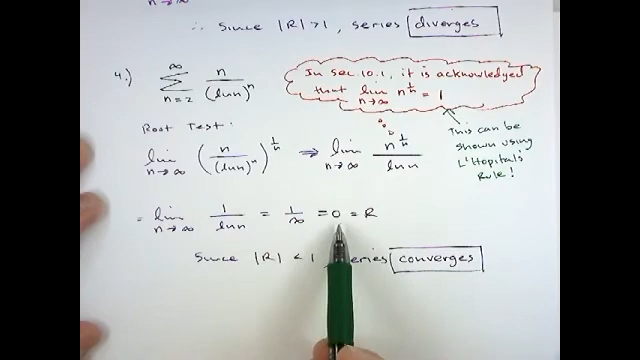 n→∞
∴ Since |R| > 1, series diverges
4.) ∞ ∑ n=2 n/(ln n)^n
In sec 10.1, it is acknowledged
that lim n→∞ n^(1/n) = 1
Root Test:
lim n→∞ (n/(ln n)^n)^(1/n) ⇒ lim n→∞ n^(1/n)/ln n
This can be
shown using
L'Hopital's
Rule!
= lim n→∞ 1/ln n = 1/∞ = 0 = R
Since |R| < 1, series converges